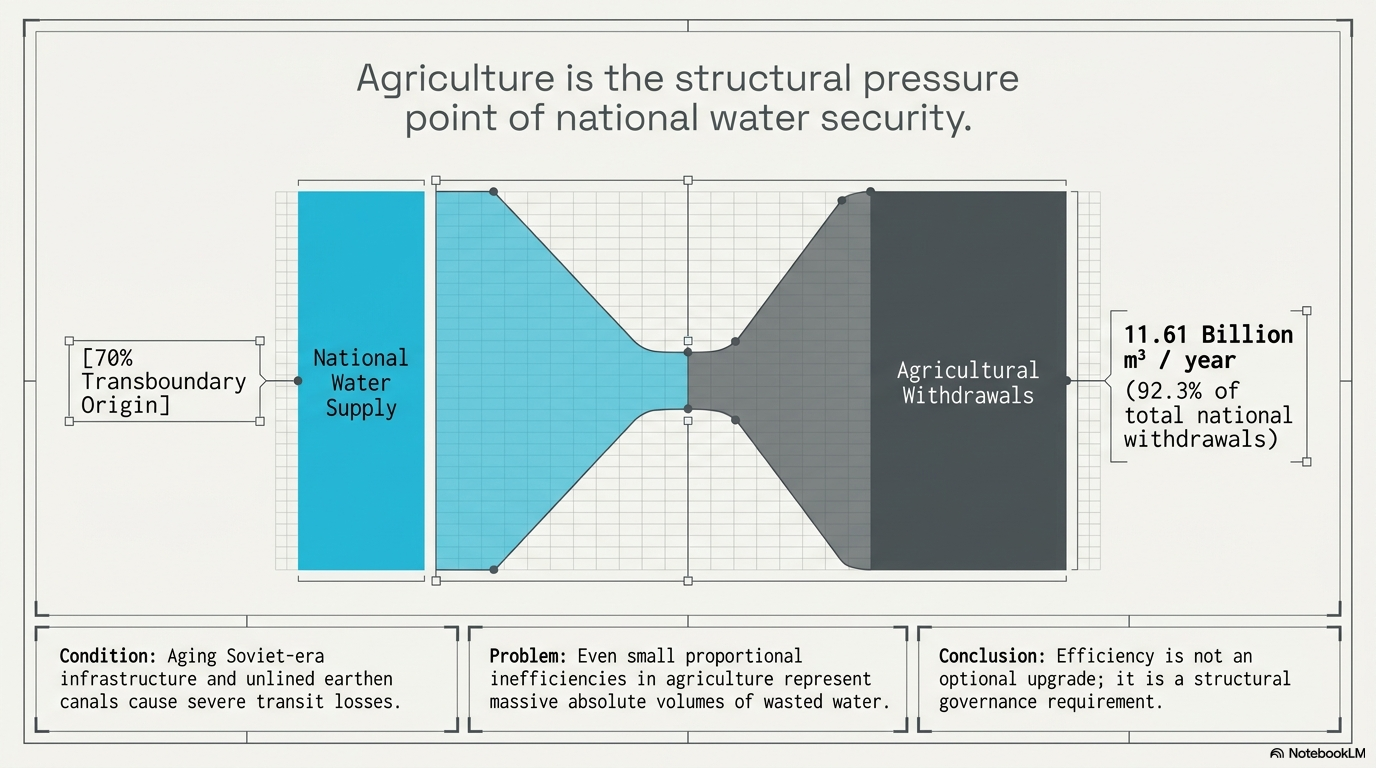 Agriculture is the structural pressure
point of national water security.
[70%
Transboundary
Origin]
National
Water
Supply
Agricultural
Withdrawals
11.61 Billion
m³ / year
(92.3% of
total national
withdrawals)
Condition: Aging Soviet-era
infrastructure and unlined earthen
canals cause severe transit losses.
Problem: Even small proportional
inefficiencies in agriculture represent
massive absolute volumes of wasted water.
Conclusion: Efficiency is not an
optional upgrade; it is a structural
governance requirement.
NotebookLM